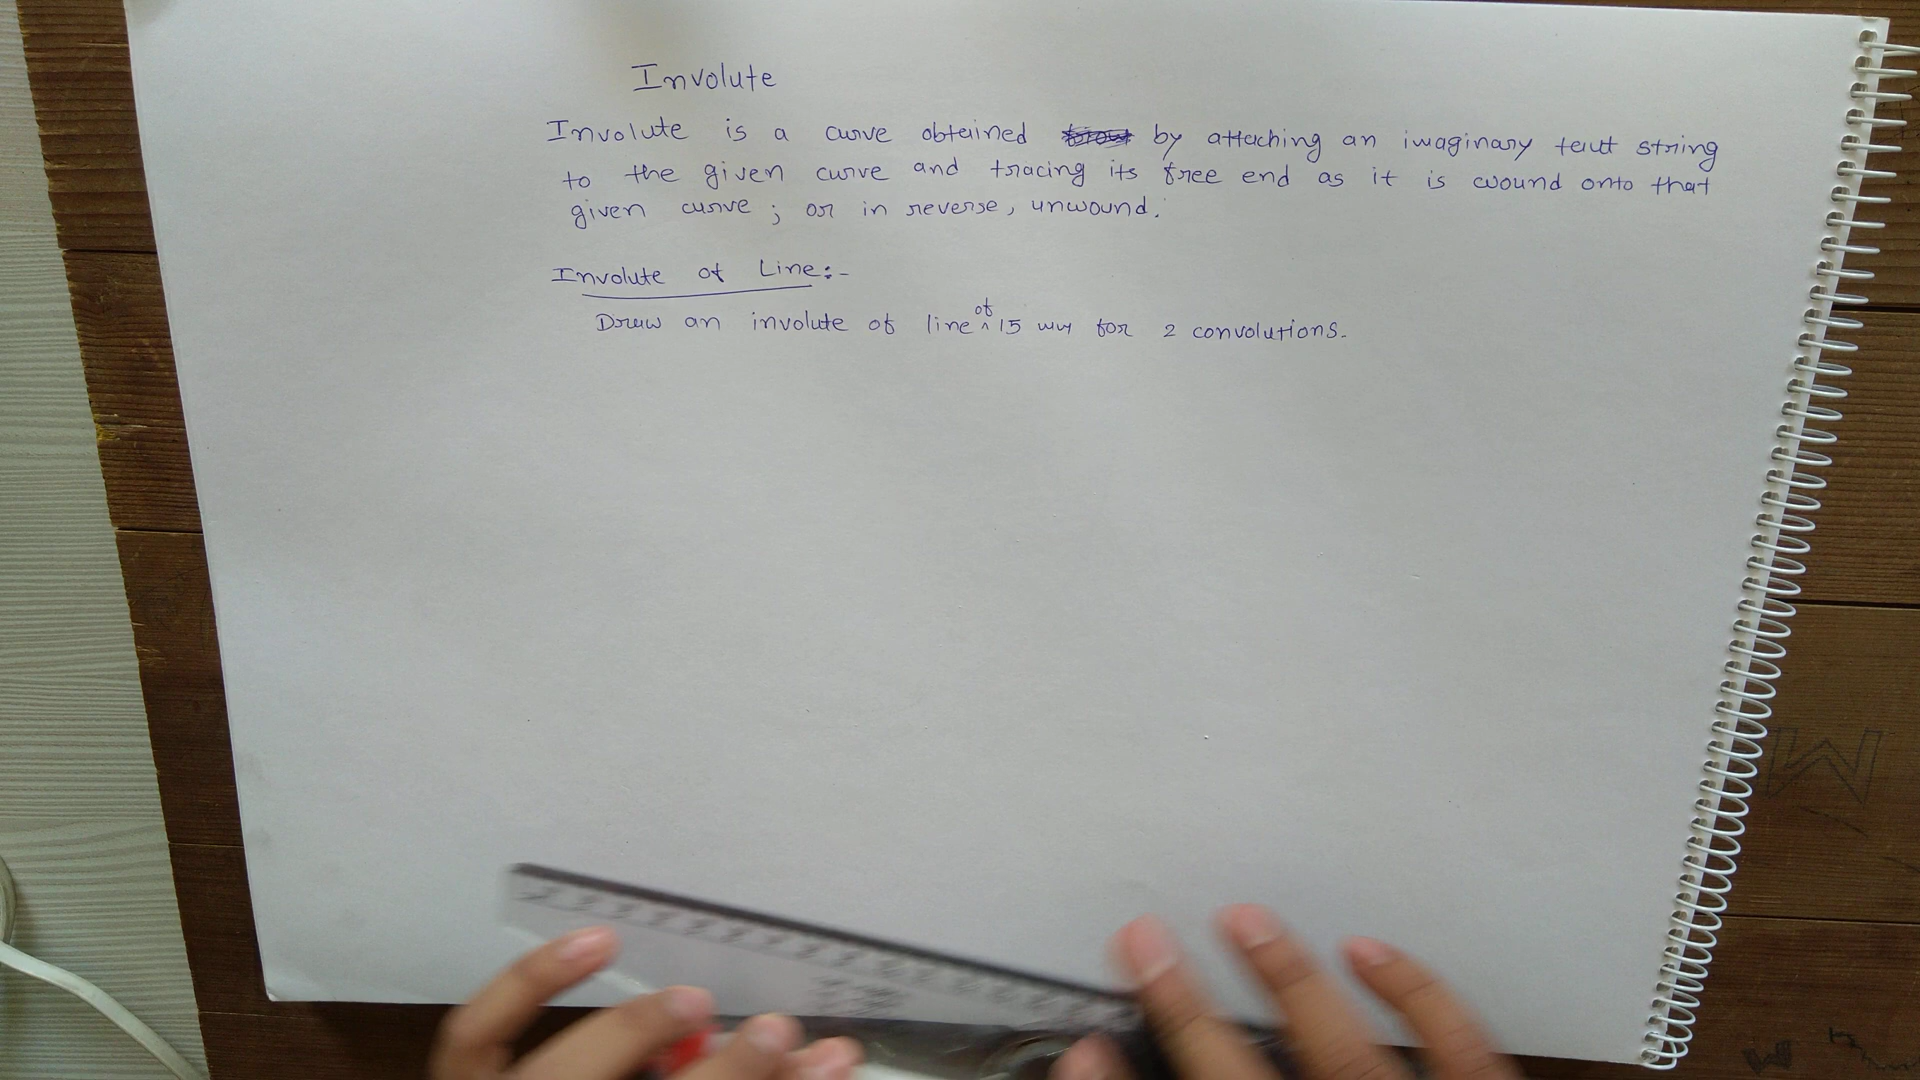 Involute
Involute is a curve obtained by attaching an imaginary taut string
to the given curve and tracing its free end as it is wound onto that
given curve ; or in reverse, unwound.
Involute of Line:-
Draw an involute of line ^of 15 mm for 2 convolutions.